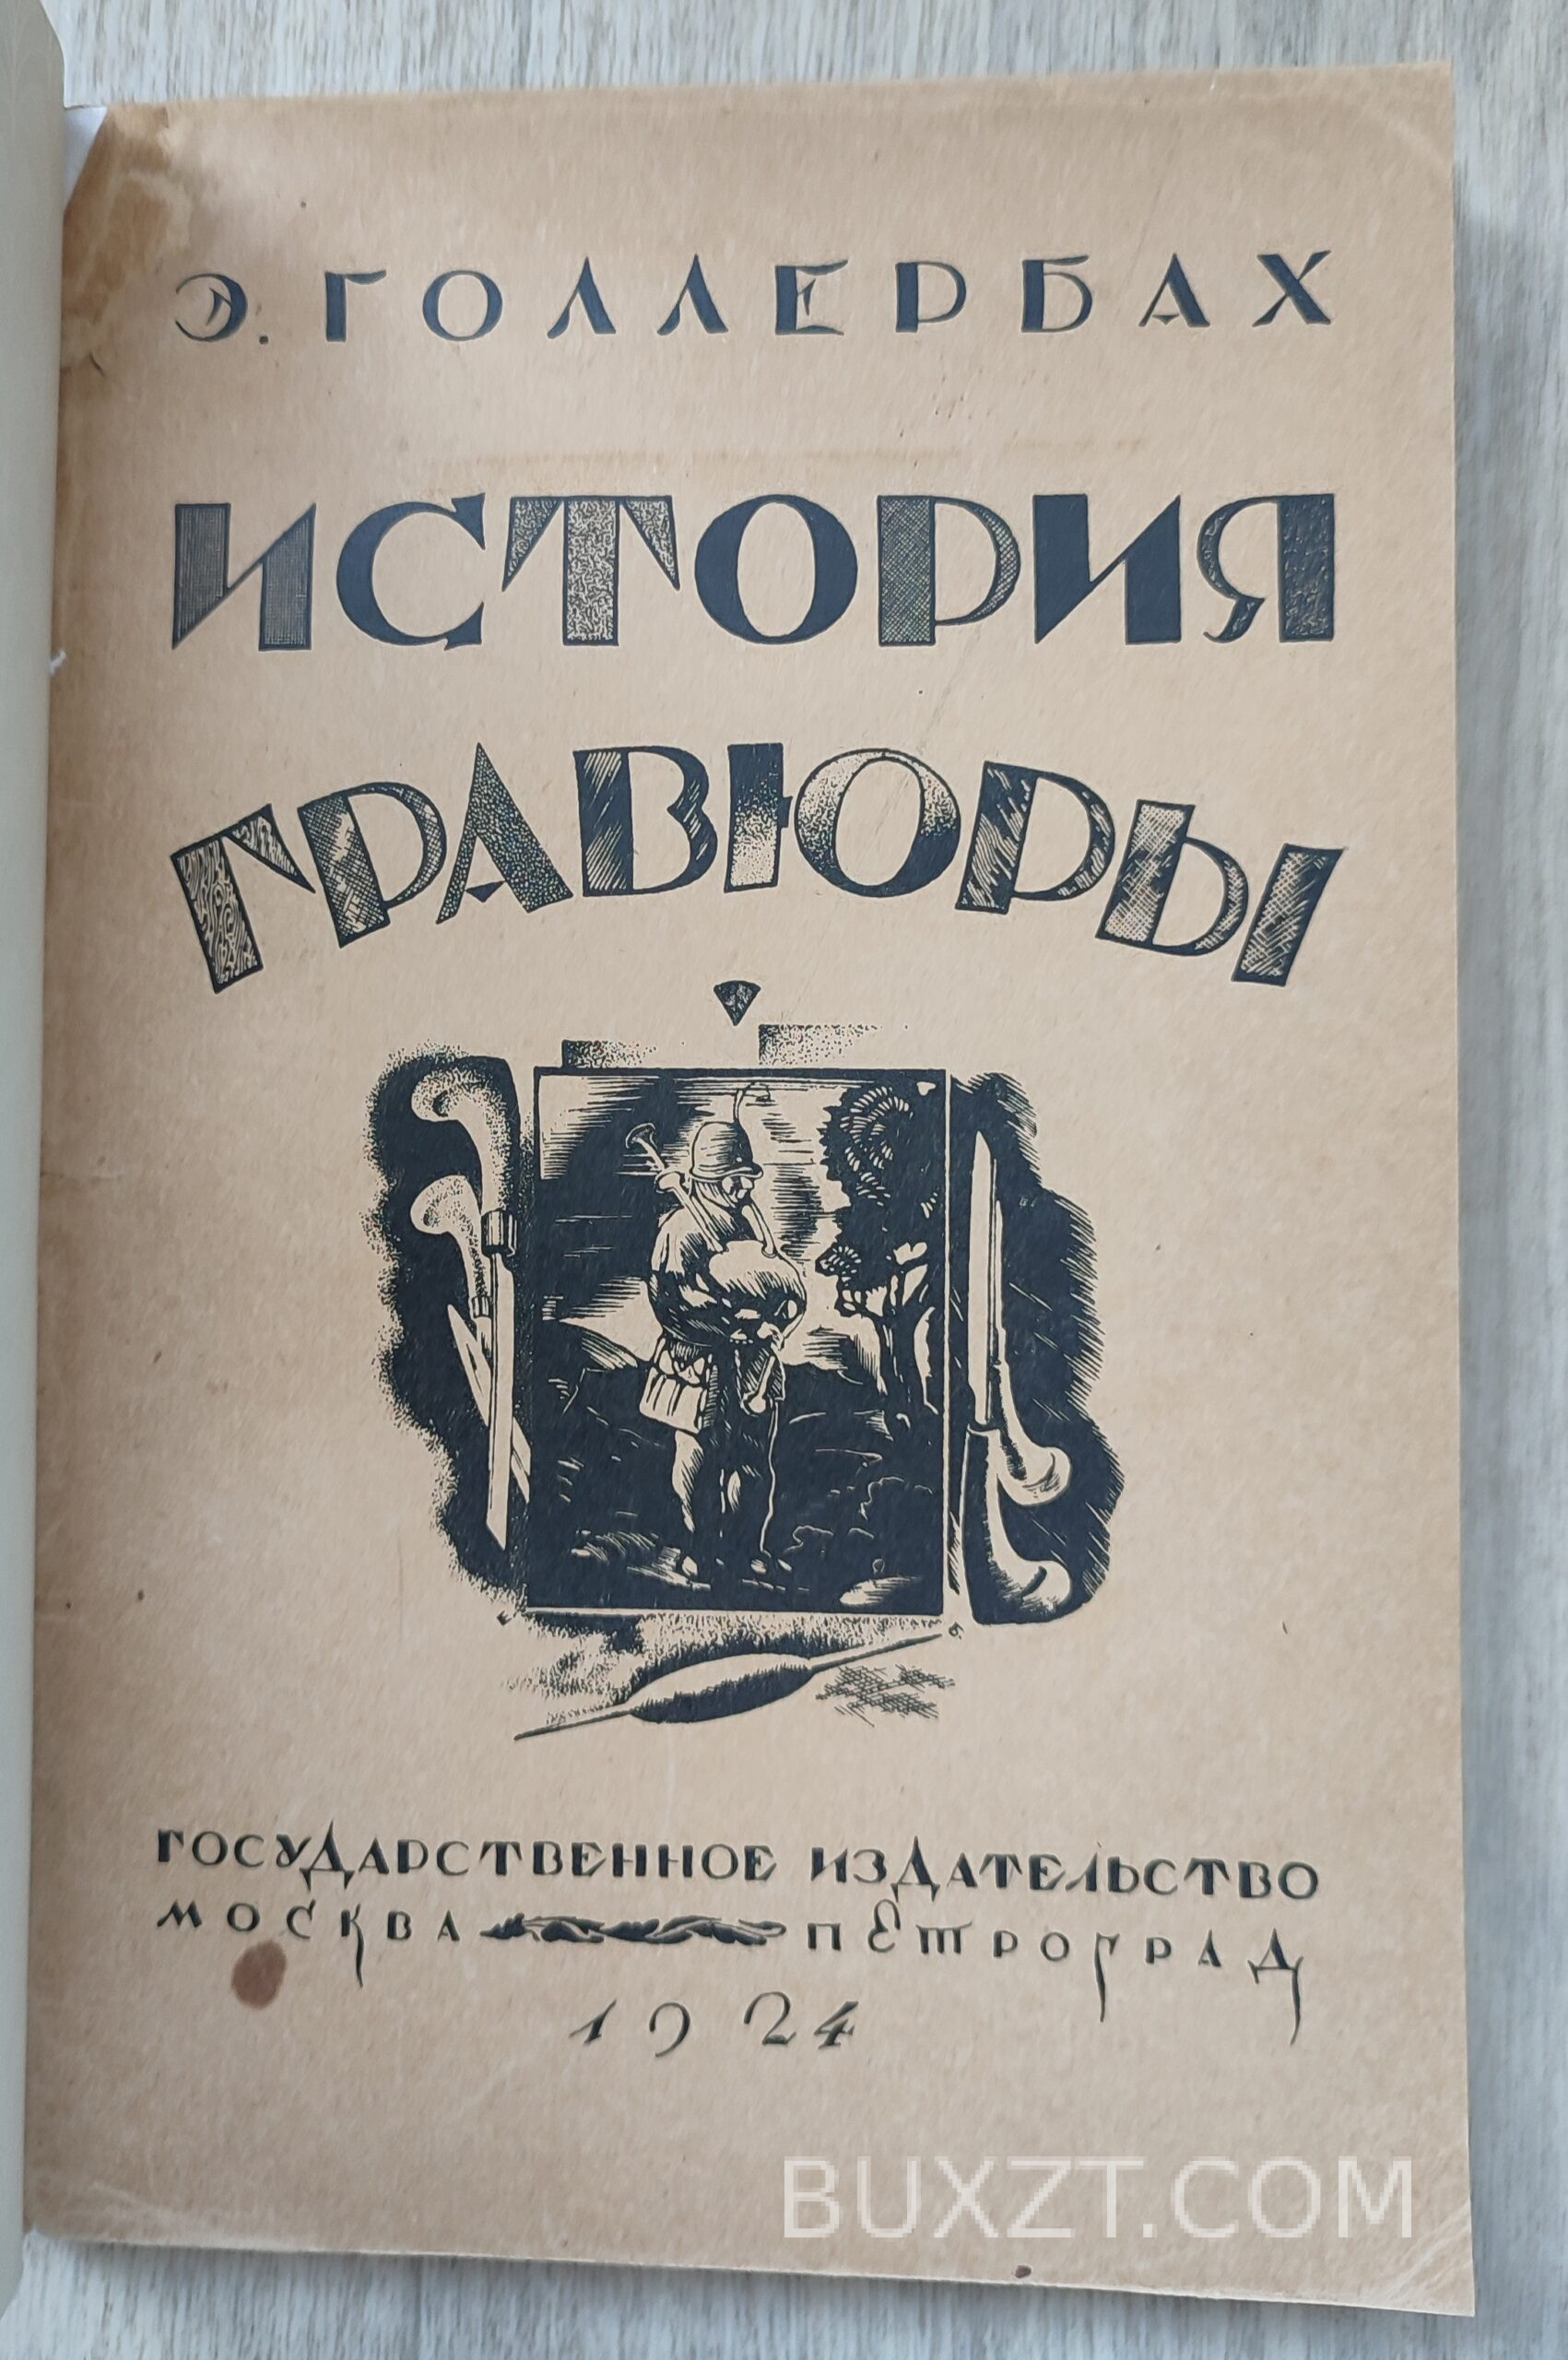 Э. ГОЛЛЕРБАХ
ИСТОРИЯ
ГРАВЮРЫ
ГОСУДАРСТВЕННОЕ ИЗДАТЕЛЬСТВО
МОСКВА ПЕТРОГРАД
1924
BUXZT.COM